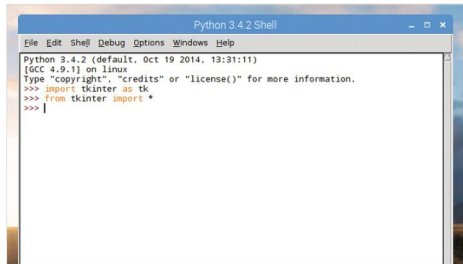 Python 3.4.2 Shell
File Edit Shell Debug Options Windows Help
Python 3.4.2 (default, Oct 19 2014, 13:31:11)
[GCC 4.9.1] on linux
Type "copyright", "credits" or "license()" for more information.
>>> import tkinter as tk
>>> from tkinter import *
>>>